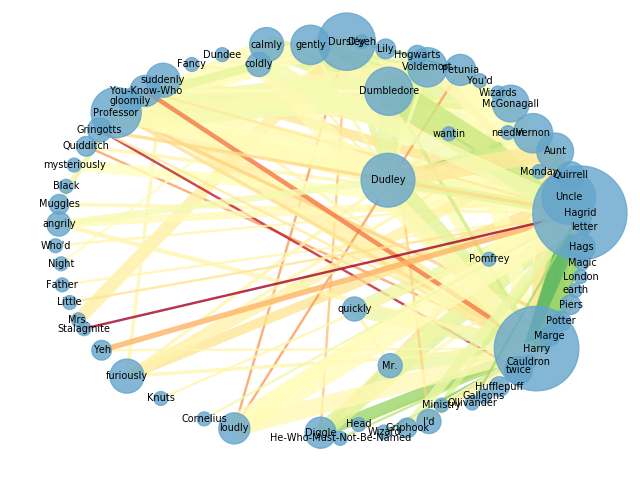 calmly
gently
Dursley
Lily
Dundee
Fancy
coldly
Hogwarts
Voldemort
Petunia
You'd
suddenly
You-Know-Who
gloomily
Dumbledore
Wizards
McGonagall
Professor
Gringotts
wantin
needin
Vernon
Quidditch
Aunt
mysteriously
Monday
Quirrell
Black
Dudley
Uncle
Muggles
Hagrid
angrily
letter
Who'd
Hags
Night
Pomfrey
Magic
Father
London
earth
Little
quickly
Piers
Mrs.
Stalagmite
Potter
Marge
Yeh
Harry
Mr.
Cauldron
furiously
twice
Hufflepuff
Knuts
Galleons
Ollivander
Ministry
Cornelius
loudly
Head
I'd
Griphook
Diggle
Wizard
He-Who-Must-Not-Be-Named